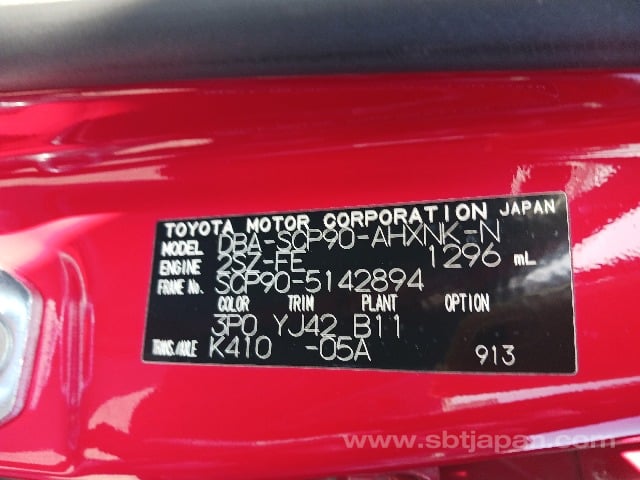 TOYOTA MOTOR CORPORATION JAPAN
MODEL DBA-SCP90-AHXNK-N
ENGINE 2SZ-FE 1296 mL
FRAME No. SCP90-5142894
COLOR TRIM PLANT OPTION
3P0 YJ42 B11
TRANS./AXLE K410 -05A 913
www.sbtjapan.com